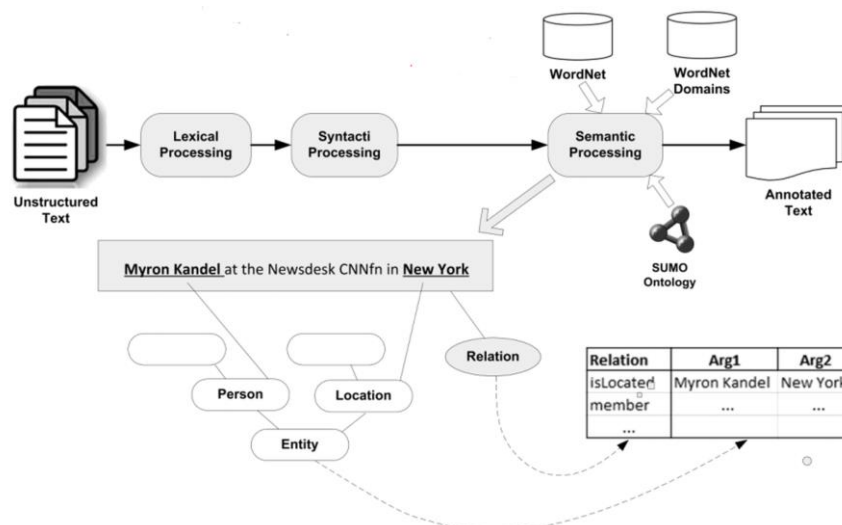 WordNet
WordNet
Domains
Lexical
Processing
Syntacti
Processing
Semantic
Processing
Unstructured
Text
Annotated
Text
SUMO
Ontology
Myron Kandel at the Newsdesk CNNfn in New York
Relation
Person
Location
Entity
Relation Arg1 Arg2
isLocated Myron Kandel New York
member ... ...
...